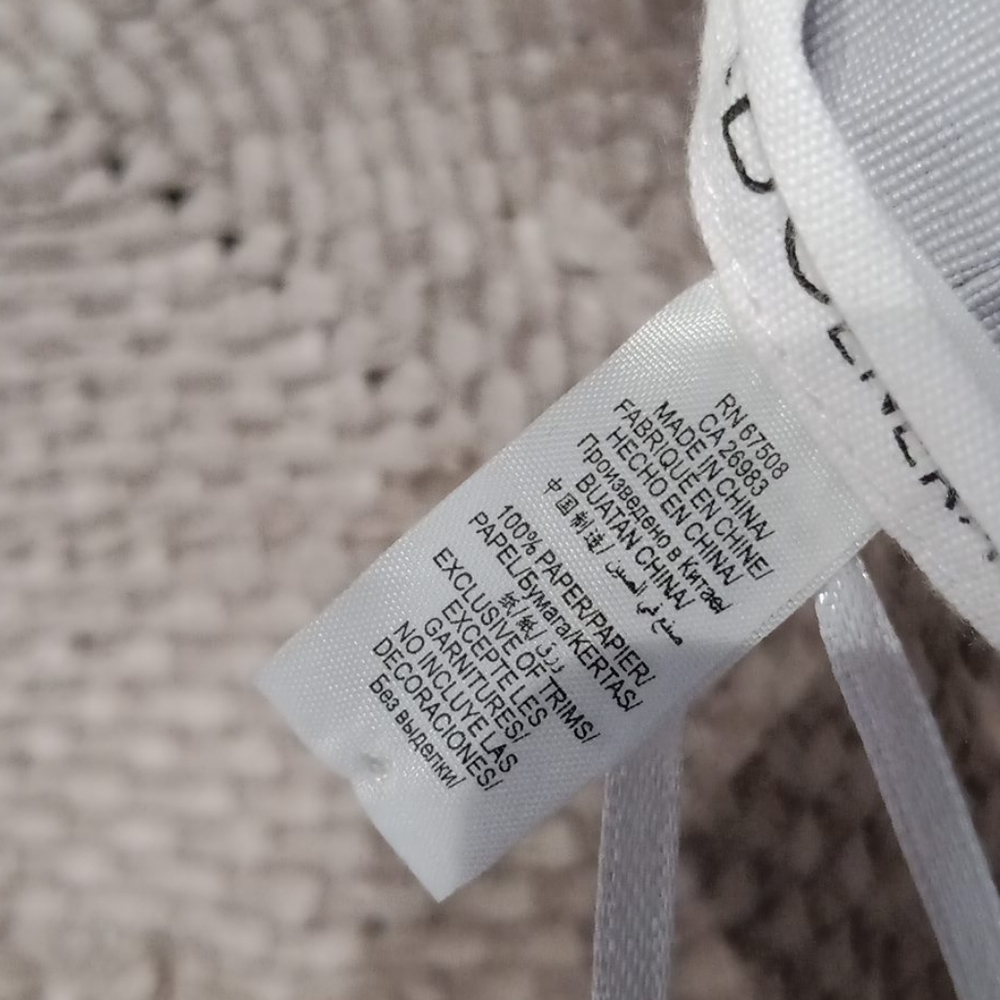 RN 67508
CA 26983
MADE IN CHINA/
FABRIQUE EN CHINE/
HECHO EN CHINA/
Произведено в Китае/
BUATAN CHINA/
中国制造/ صنع في الصين
100% PAPER/PAPIER/
PAPEL/Бумага/KERTAS/
纸/紙/ورق
EXCLUSIVE OF TRIMS/
EXCEPTE LES
GARNITURES/
NO INCLUYE LAS
DECORACIONES/
Без выделки/